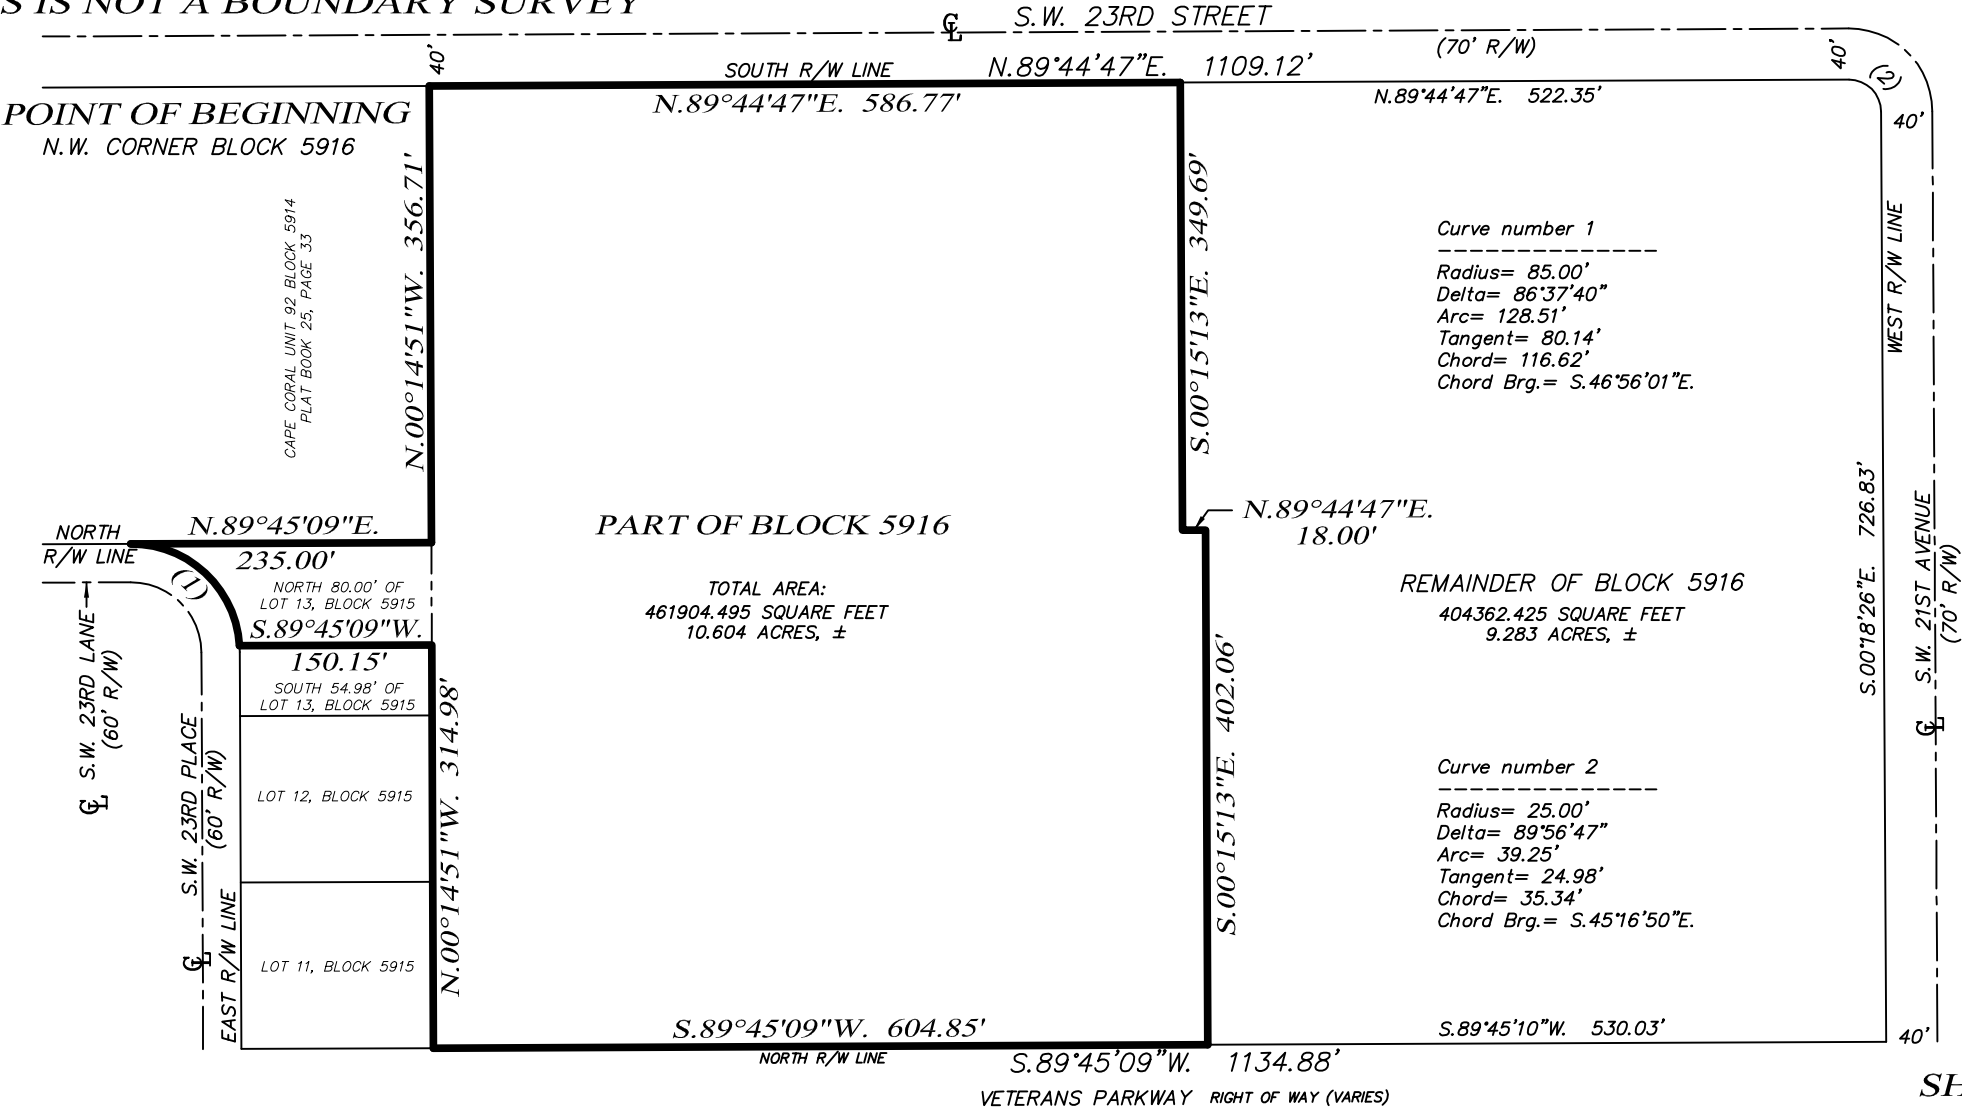 S IS NOT A BOUNDARY SURVEY
℄ S.W. 23RD STREET
(70' R/W)
40'
SOUTH R/W LINE N.89°44'47"E. 1109.12'
40'
(2)
POINT OF BEGINNING
N.W. CORNER BLOCK 5916
N.89°44'47"E. 586.77'
N.89°44'47"E. 522.35'
40'
CAPE CORAL UNIT 92 BLOCK 5914
PLAT BOOK 25, PAGE 33
N.00°14'51"W. 356.71'
S.00°15'13"E. 349.69'
Curve number 1
---------------
Radius= 85.00'
Delta= 86°37'40"
Arc= 128.51'
Tangent= 80.14'
Chord= 116.62'
Chord Brg.= S.46°56'01"E.
WEST R/W LINE
NORTH
R/W LINE
N.89°45'09"E.
235.00'
(1)
NORTH 80.00' OF
LOT 13, BLOCK 5915
S.89°45'09"W.
150.15'
SOUTH 54.98' OF
LOT 13, BLOCK 5915
PART OF BLOCK 5916
TOTAL AREA:
461904.495 SQUARE FEET
10.604 ACRES, ±
N.89°44'47"E.
18.00'
REMAINDER OF BLOCK 5916
404362.425 SQUARE FEET
9.283 ACRES, ±
S.00°18'26"E. 726.83'
℄ S.W. 21ST AVENUE
(70' R/W)
℄ S.W. 23RD LANE
(60' R/W)
℄ S.W. 23RD PLACE
(60' R/W)
EAST R/W LINE
LOT 12, BLOCK 5915
LOT 11, BLOCK 5915
N.00°14'51"W. 314.98'
S.00°15'13"E. 402.06'
Curve number 2
---------------
Radius= 25.00'
Delta= 89°56'47"
Arc= 39.25'
Tangent= 24.98'
Chord= 35.34'
Chord Brg.= S.45°16'50"E.
S.89°45'09"W. 604.85'
S.89°45'10"W. 530.03'
40'
NORTH R/W LINE S.89°45'09"W. 1134.88'
VETERANS PARKWAY RIGHT OF WAY (VARIES)
SH